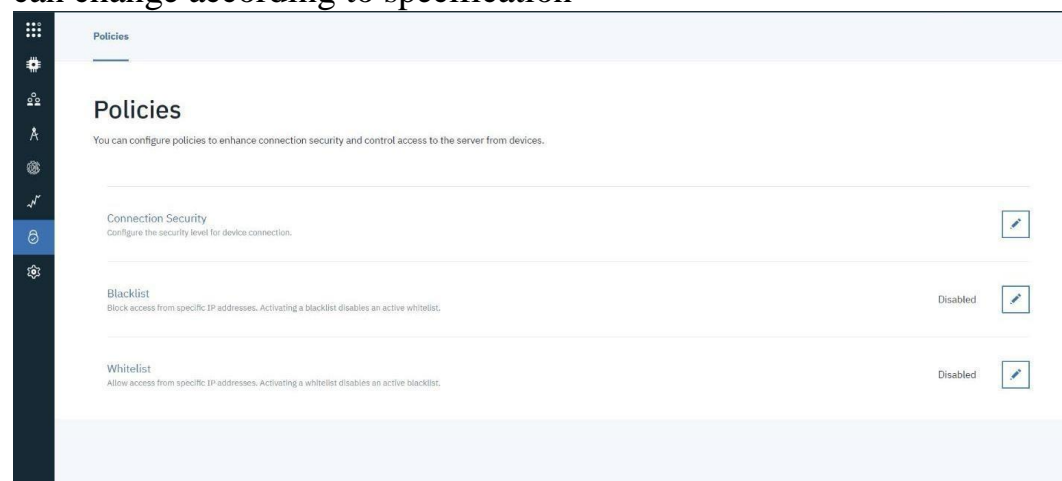 can change according to specification
Policies
Policies
You can configure policies to enhance connection security and control access to the server from devices.
Connection Security
Configure the security level for device connection.
Blacklist
Block access from specific IP addresses. Activating a blacklist disables an active whitelist.
Disabled
Whitelist
Allow access from specific IP addresses. Activating a whitelist disables an active blacklist.
Disabled